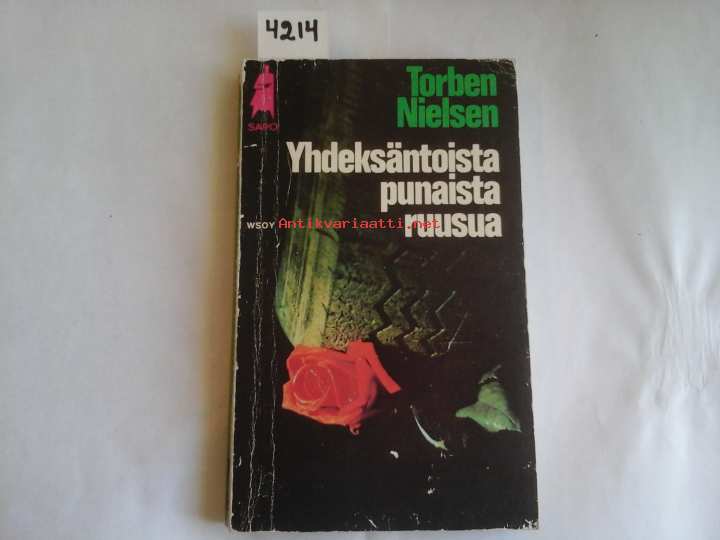 4214
SAPO
Torben
Nielsen
Yhdeksäntoista
punaista
ruusua
WSOY
Antikvariaatti.net